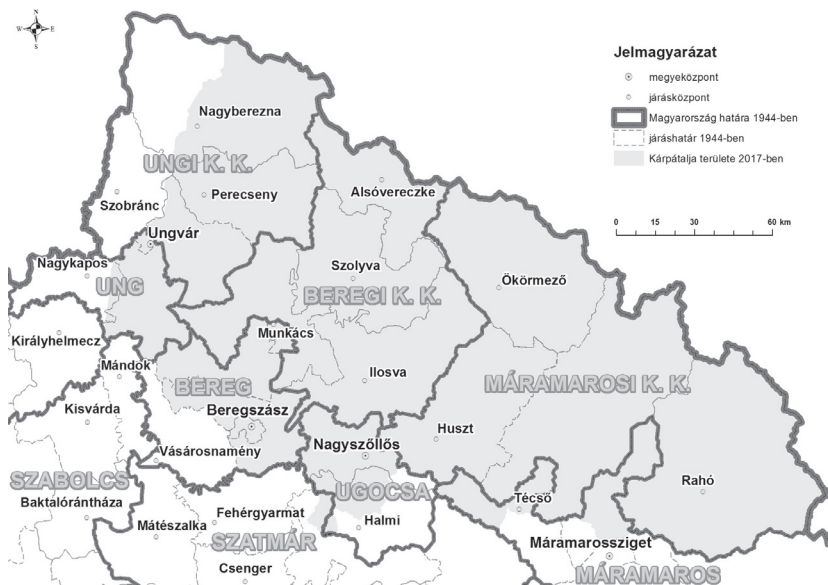 N
W E
S
Jelmagyarázat
megyeközpont
járásközpont
Magyarország határa 1944-ben
járáshatár 1944-ben
Kárpátalja területe 2017-ben
0 15 30 60 km
Nagyberezna
UNGI K. K.
Alsóvereczke
Szobránc
Perecseny
Ungvár
Nagykapos
UNG
Szolyva
Ökörmező
BEREGI K. K.
Királyhelmecz
Munkács
Mándok
Ilosva
BEREG
MÁRAMAROSI K. K.
Kisvárda
Beregszász
Huszt
Nagyszőllős
Vásárosnamény
SZABOLCS
Rahó
UGOCSA
Baktalórántháza
Técső
Fehérgyarmat
Mátészalka
Halmi
SZATMÁR
Máramarossziget
Csenger
MÁRAMAROS